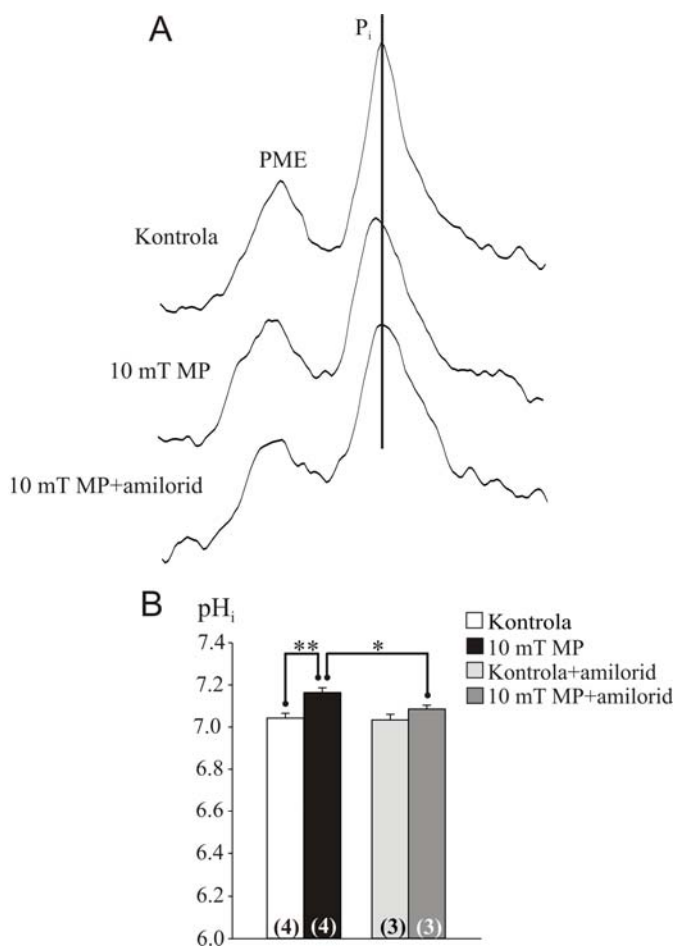 A
Pi
PME
Kontrola
10 mT MP
10 mT MP+amilorid
B
pHi
Kontrola
10 mT MP
Kontrola+amilorid
10 mT MP+amilorid
7.4
7.2
7.0
6.8
6.6
6.4
6.2
6.0
**
*
(4) (4) (3) (3)